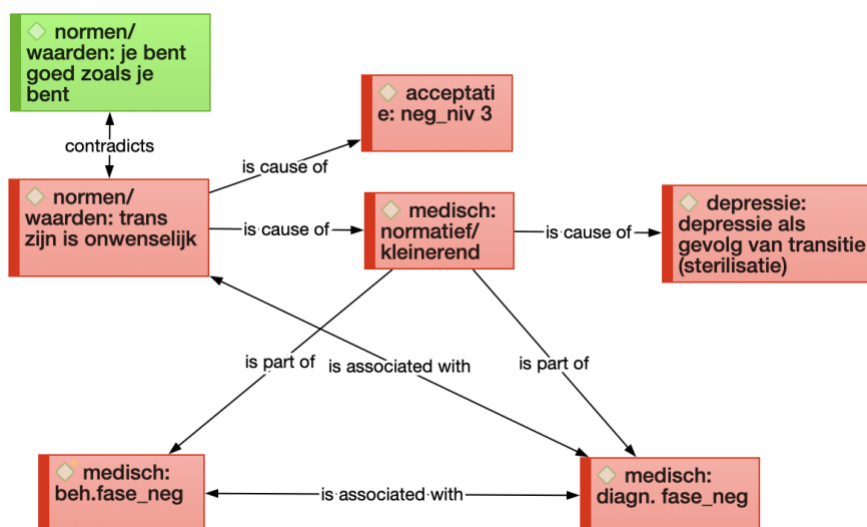 normen/
waarden: je bent
goed zoals je
bent
contradicts
acceptati
e: neg_niv 3
is cause of
normen/
waarden: trans
zijn is onwenselijk
is cause of
medisch:
normatief/
kleinerend
is cause of
depressie:
depressie als
gevolg van transitie
(sterilisatie)
is part of
is associated with
is part of
medisch:
beh.fase_neg
is associated with
medisch:
diagn. fase_neg